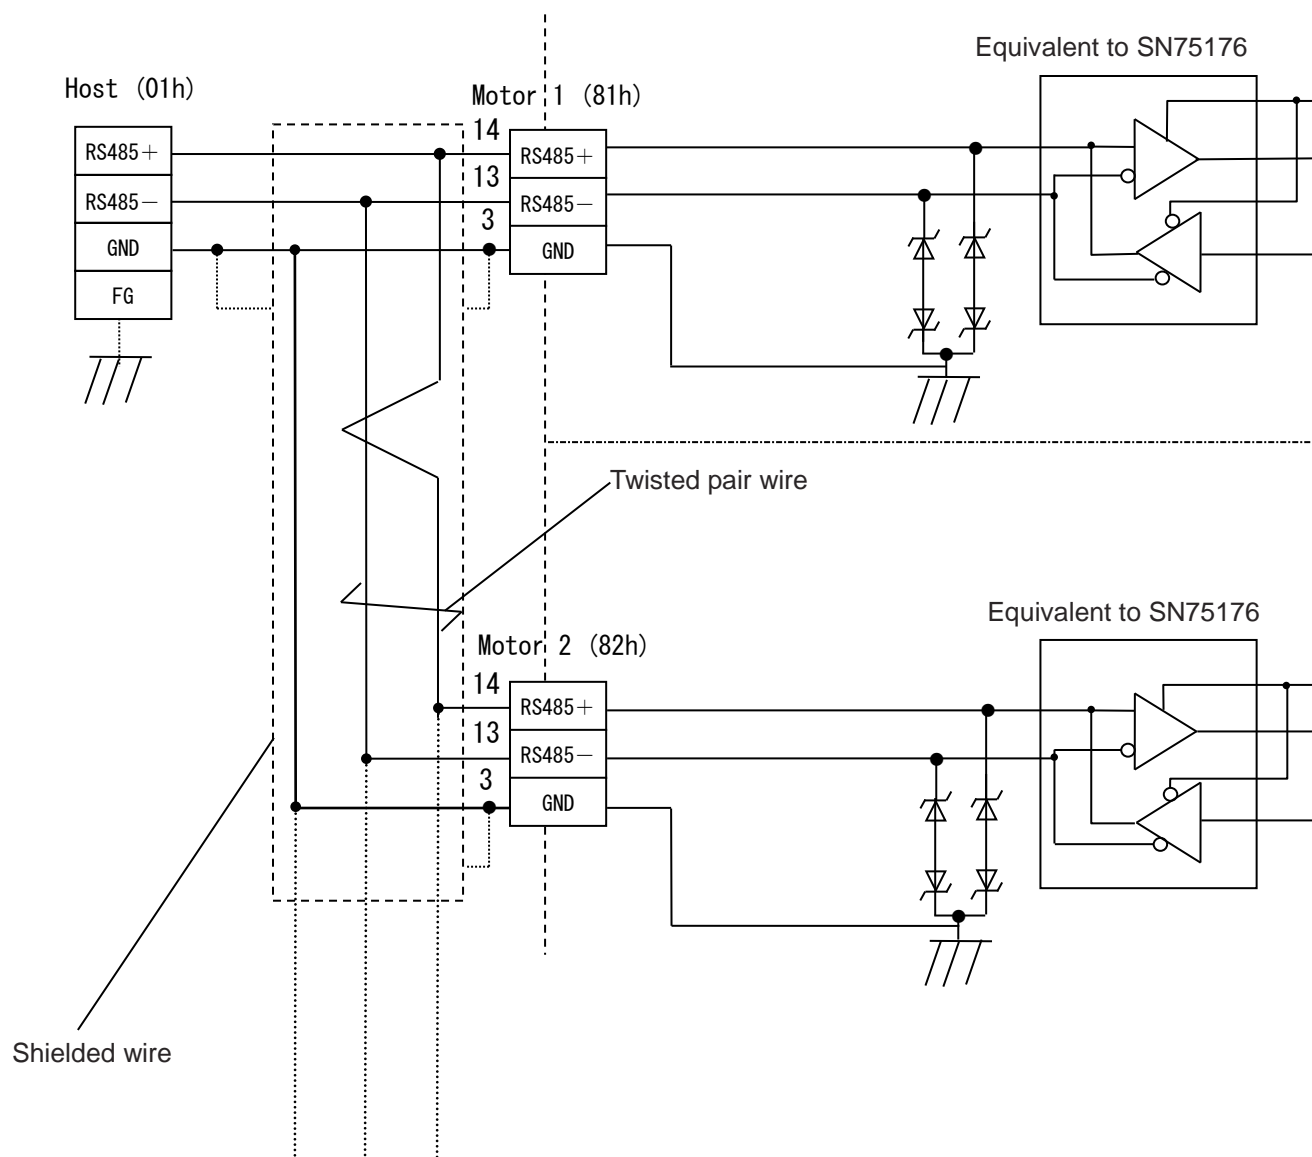 Equivalent to SN75176
Host (01h)
Motor 1 (81h)
RS485+
RS485-
GND
FG
14
13
3
RS485+
RS485-
GND
Twisted pair wire
Equivalent to SN75176
Motor 2 (82h)
14
13
3
RS485+
RS485-
GND
Shielded wire